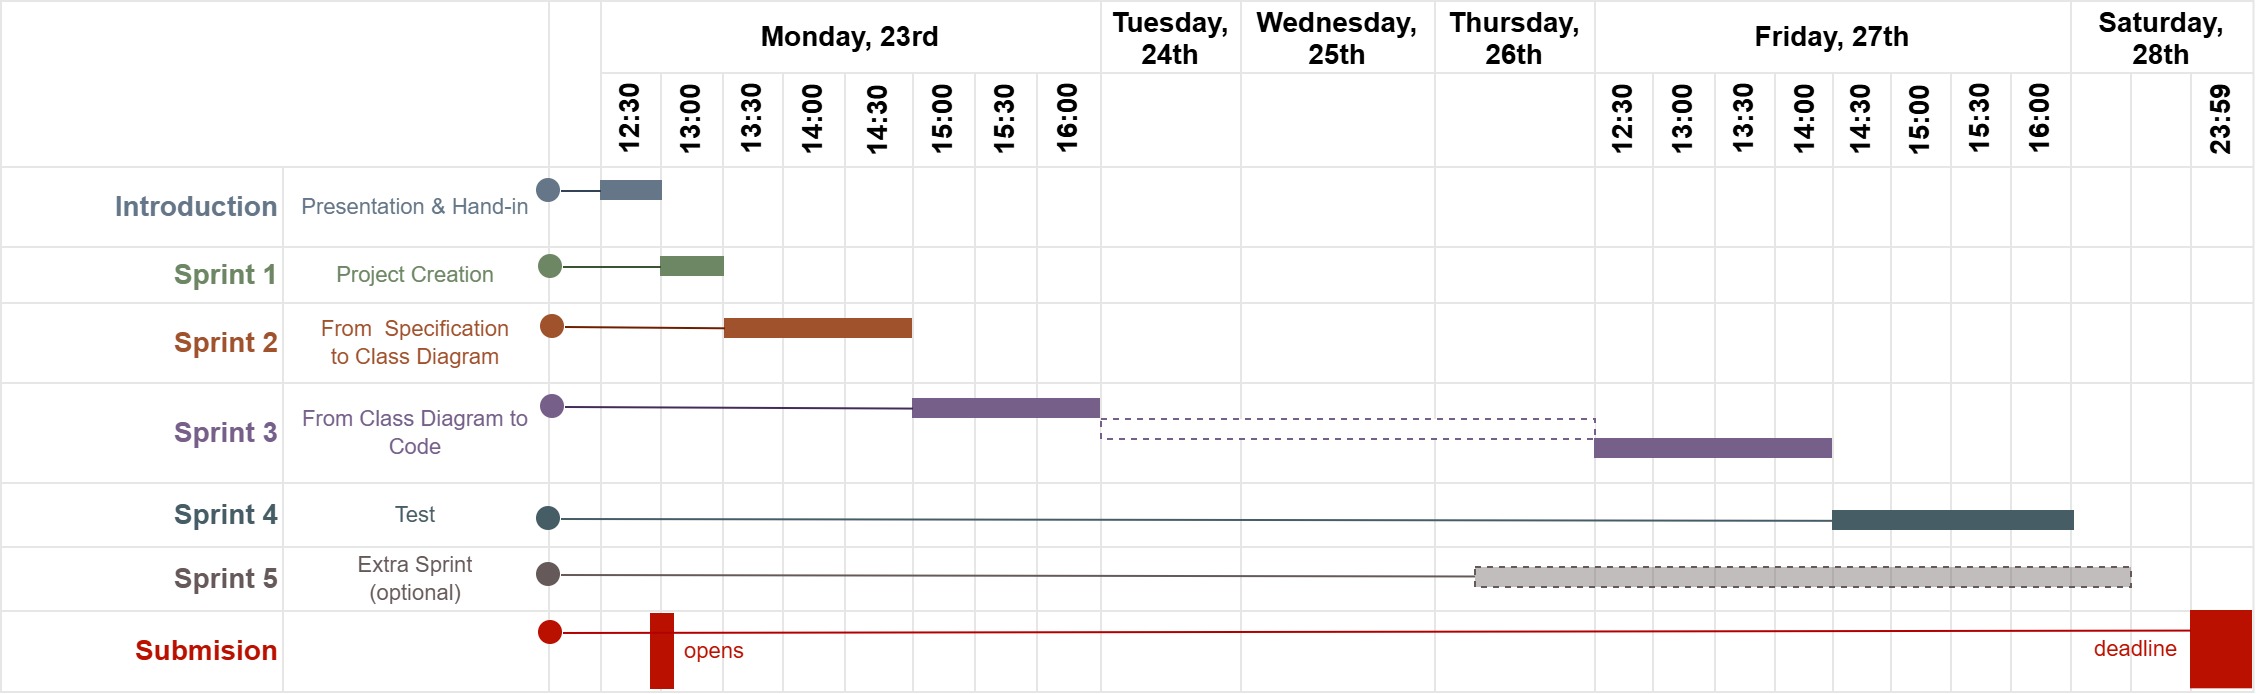 Monday, 23rd
Tuesday,
24th
Wednesday,
25th
Thursday,
26th
Friday, 27th
Saturday,
28th
12:30
13:00
13:30
14:00
14:30
15:00
15:30
16:00
12:30
13:00
13:30
14:00
14:30
15:00
15:30
16:00
23:59
Introduction
Presentation & Hand-in
Sprint 1
Project Creation
Sprint 2
From Specification
to Class Diagram
Sprint 3
From Class Diagram to
Code
Sprint 4
Test
Sprint 5
Extra Sprint
(optional)
Submision
opens
deadline